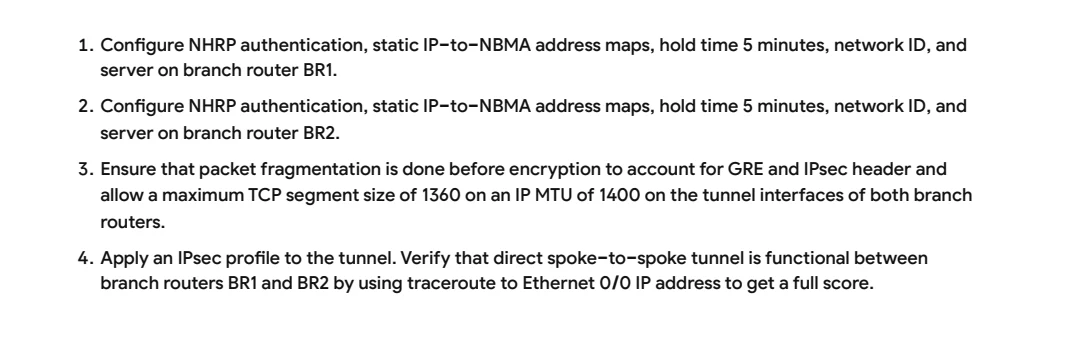 1. Configure NHRP authentication, static IP-to-NBMA address maps, hold time 5 minutes, network ID, and
server on branch router BR1.
2. Configure NHRP authentication, static IP-to-NBMA address maps, hold time 5 minutes, network ID, and
server on branch router BR2.
3. Ensure that packet fragmentation is done before encryption to account for GRE and IPsec header and
allow a maximum TCP segment size of 1360 on an IP MTU of 1400 on the tunnel interfaces of both branch
routers.
4. Apply an IPsec profile to the tunnel. Verify that direct spoke-to-spoke tunnel is functional between
branch routers BR1 and BR2 by using traceroute to Ethernet 0/0 IP address to get a full score.